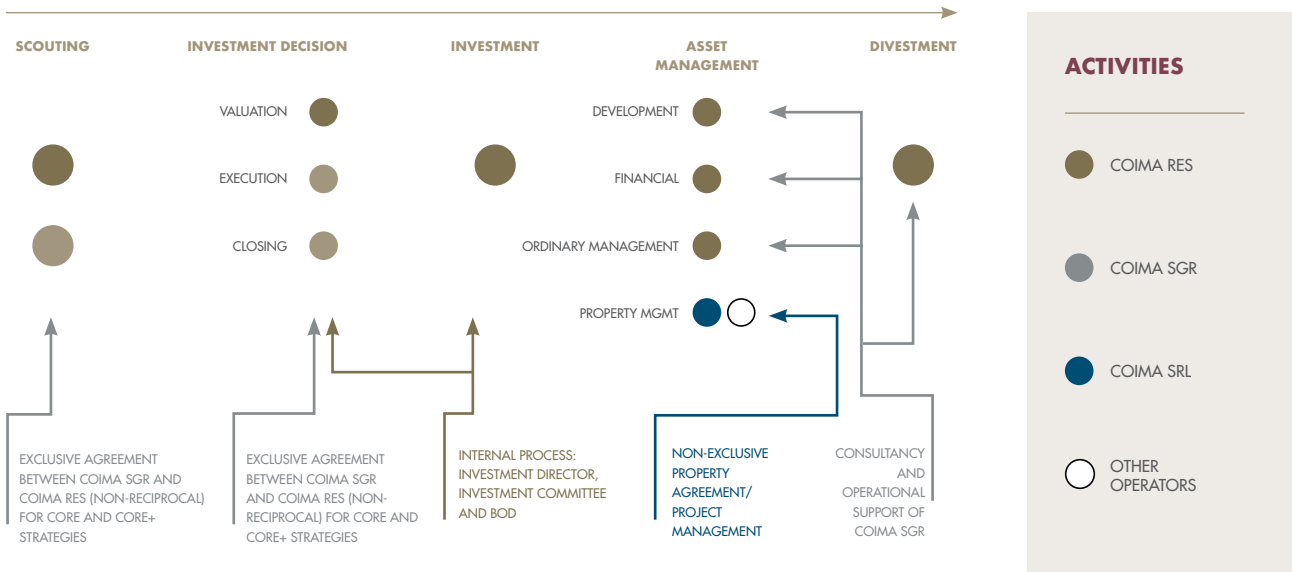 SCOUTING
INVESTMENT DECISION
INVESTMENT
ASSET
MANAGEMENT
DIVESTMENT
VALUATION
EXECUTION
CLOSING
DEVELOPMENT
FINANCIAL
ORDINARY MANAGEMENT
PROPERTY MGMT
EXCLUSIVE AGREEMENT
BETWEEN COIMA SGR AND
COIMA RES (NON-RECIPROCAL)
FOR CORE AND CORE+
STRATEGIES
EXCLUSIVE AGREEMENT
BETWEEN COIMA SGR
AND COIMA RES (NON-
RECIPROCAL) FOR CORE AND
CORE+ STRATEGIES
INTERNAL PROCESS:
INVESTMENT DIRECTOR,
INVESTMENT COMMITTEE
AND BOD
NON-EXCLUSIVE
PROPERTY
AGREEMENT/
PROJECT
MANAGEMENT
CONSULTANCY
AND
OPERATIONAL
SUPPORT OF
COIMA SGR
ACTIVITIES
COIMA RES
COIMA SGR
COIMA SRL
OTHER
OPERATORS